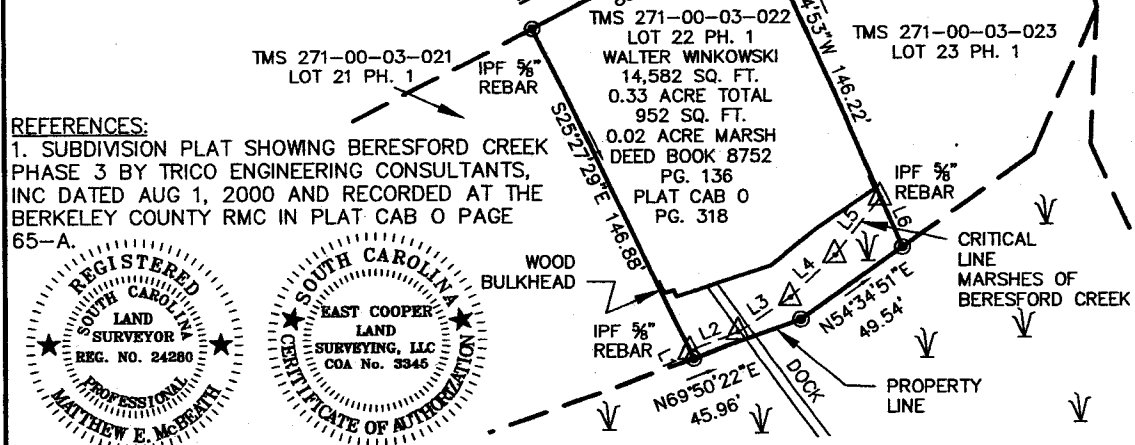 TMS 271-00-03-021
LOT 21 PH. 1
IPF 5/8"
REBAR
TMS 271-00-03-022
LOT 22 PH. 1
WALTER WINKOWSKI
14,582 SQ. FT.
0.33 ACRE TOTAL
952 SQ. FT.
0.02 ACRE MARSH
DEED BOOK 8752
PG. 136
PLAT CAB O
PG. 318
4'53"W 146.22'
TMS 271-00-03-023
LOT 23 PH. 1
S25°27'29"E 146.88'
REFERENCES:
1. SUBDIVISION PLAT SHOWING BERESFORD CREEK
PHASE 3 BY TRICO ENGINEERING CONSULTANTS,
INC DATED AUG 1, 2000 AND RECORDED AT THE
BERKELEY COUNTY RMC IN PLAT CAB O PAGE
65-A.
IPF 5/8"
REBAR
L6
L5
L4
L3
L2
CRITICAL
LINE
MARSHES OF
BERESFORD CREEK
WOOD
BULKHEAD
IPF 5/8"
REBAR
N54°34'51"E
49.54'
N69°50'22"E
45.96'
DOCK
PROPERTY
LINE
REGISTERED
SOUTH CAROLINA
LAND
SURVEYOR
REG. NO. 24280
PROFESSIONAL
MATTHEW E. McBEATH
SOUTH CAROLINA
EAST COOPER
LAND
SURVEYING, LLC
COA No. 3345
CERTIFICATE OF AUTHORIZATION